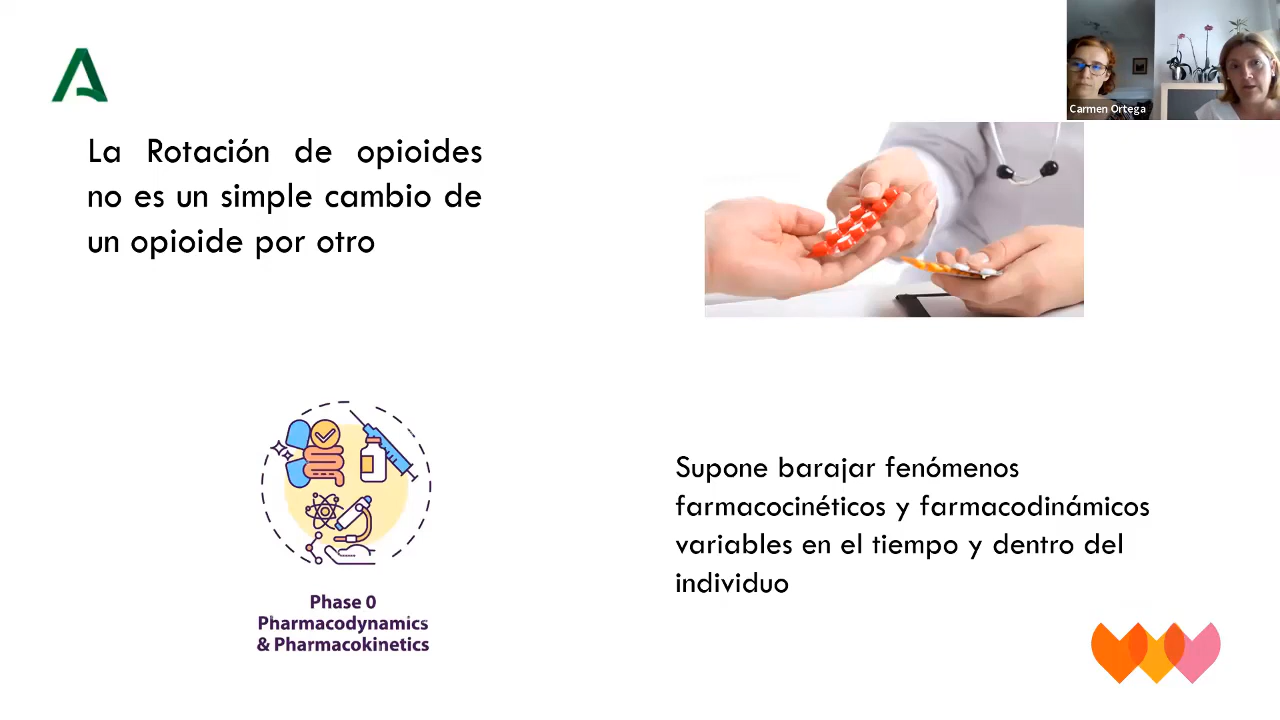 Carmen Ortega
La Rotación de opioides
no es un simple cambio de
un opioide por otro
Supone barajar fenómenos
farmacocinéticos y farmacodinámicos
variables en el tiempo y dentro del
individuo
Phase 0
Pharmacodynamics
& Pharmacokinetics